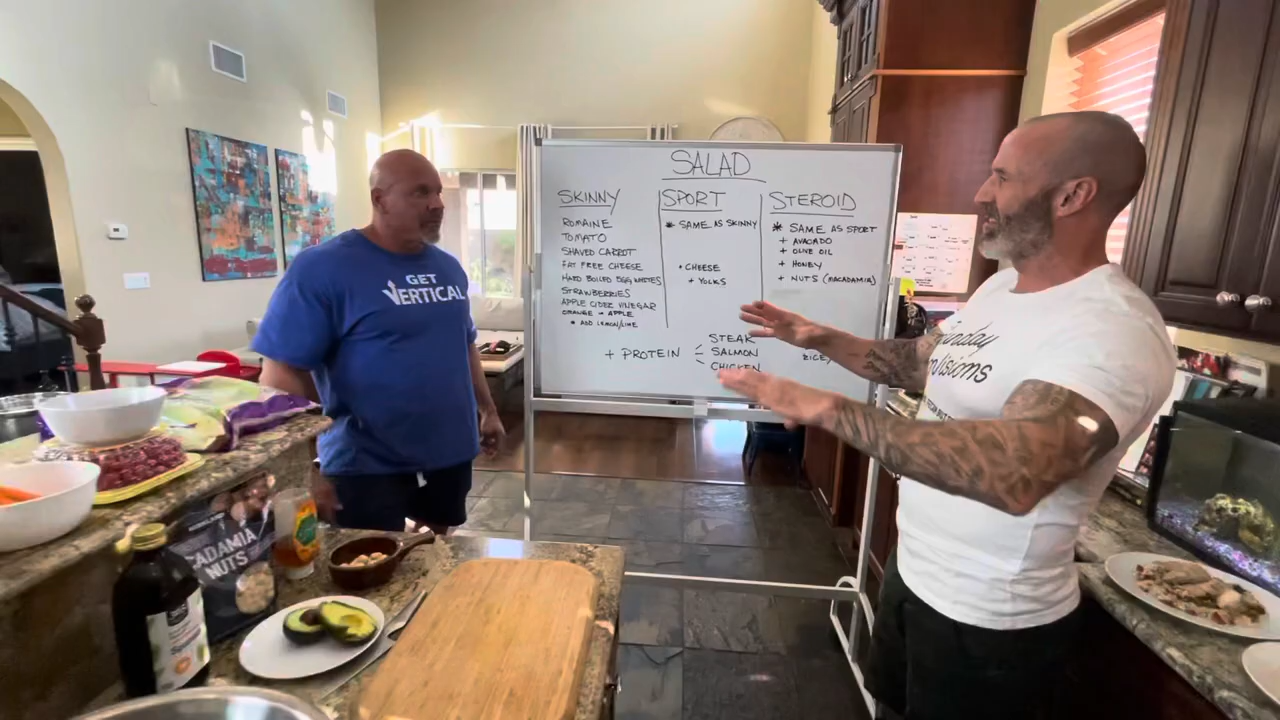 SALAD
SKINNY
ROMAINE
TOMATO
SHAVED CARROT
FAT FREE CHEESE
HARD BOILED EGG WHITES
STRAWBERRIES
APPLE CIDER VINEGAR
ORANGE APPLE
* ADD LEMON/LIME
SPORT
* SAME AS SKINNY
+ CHEESE
+ YOLKS
STEROID
* SAME AS SPORT
+ AVACADO
+ OLIVE OIL
+ HONEY
+ NUTS (MACADAMIA)
+ PROTEIN
STEAK
SALMON
CHICKEN
GET
VERTICAL
CADAMIA
NUTS